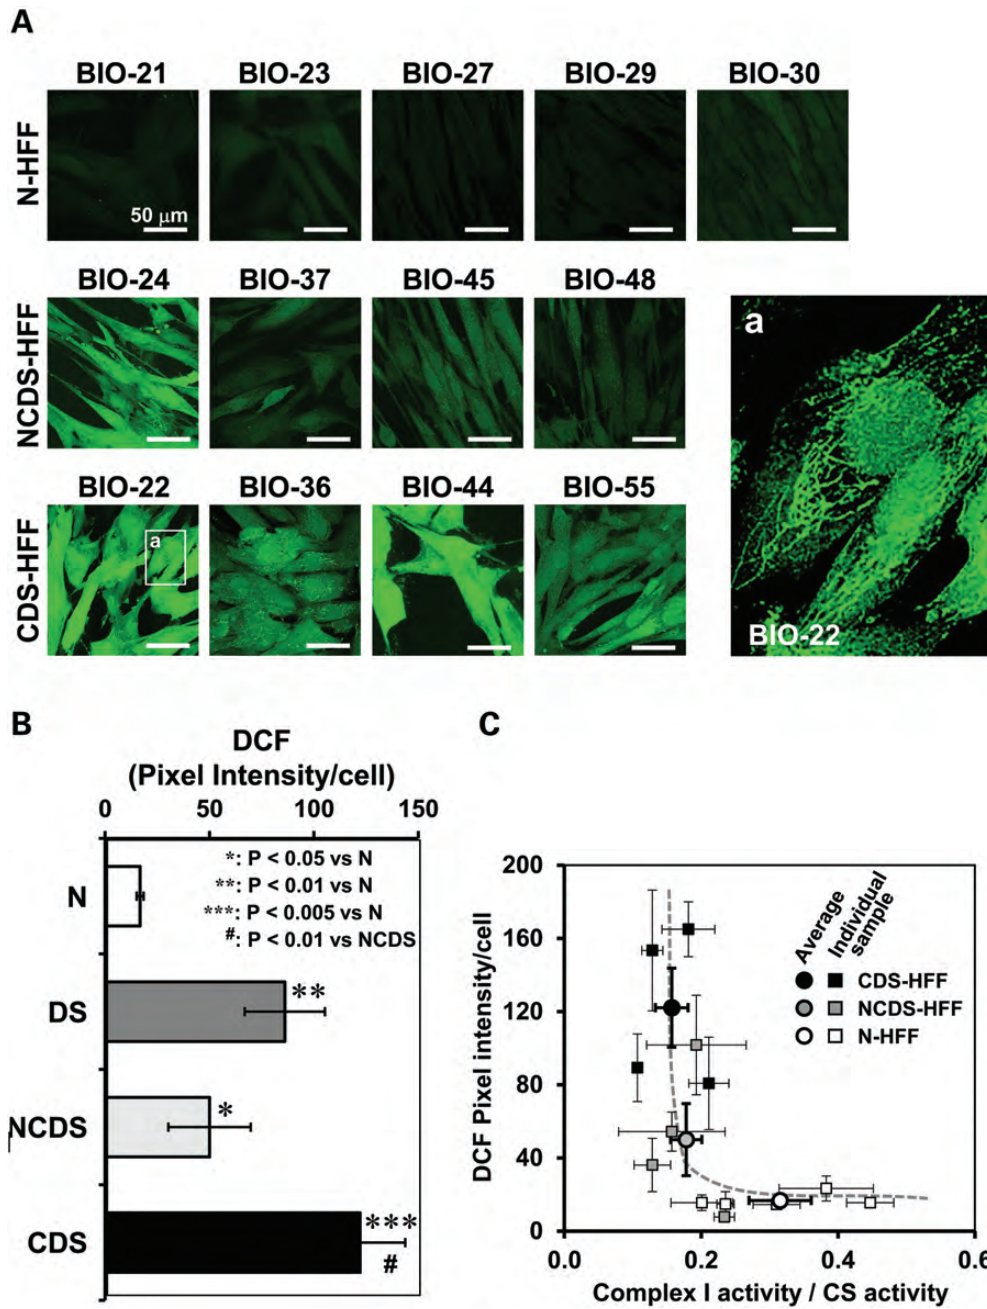 A
BIO-21 BIO-23 BIO-27 BIO-29 BIO-30
N-HFF
50 μm
BIO-24 BIO-37 BIO-45 BIO-48
NCDS-HFF
a
BIO-22
BIO-22 BIO-36 BIO-44 BIO-55
CDS-HFF
a
B
DCF
(Pixel Intensity/cell)
0 50 100 150
*: P < 0.05 vs N
**: P < 0.01 vs N
***: P < 0.005 vs N
#: P < 0.01 vs NCDS
N
DS
**
NCDS
*
CDS
***
#
C
200
160
120
80
40
0
DCF Pixel intensity/cell
Average
Individual
sample
CDS-HFF
NCDS-HFF
N-HFF
0.0 0.2 0.4 0.6
Complex I activity / CS activity